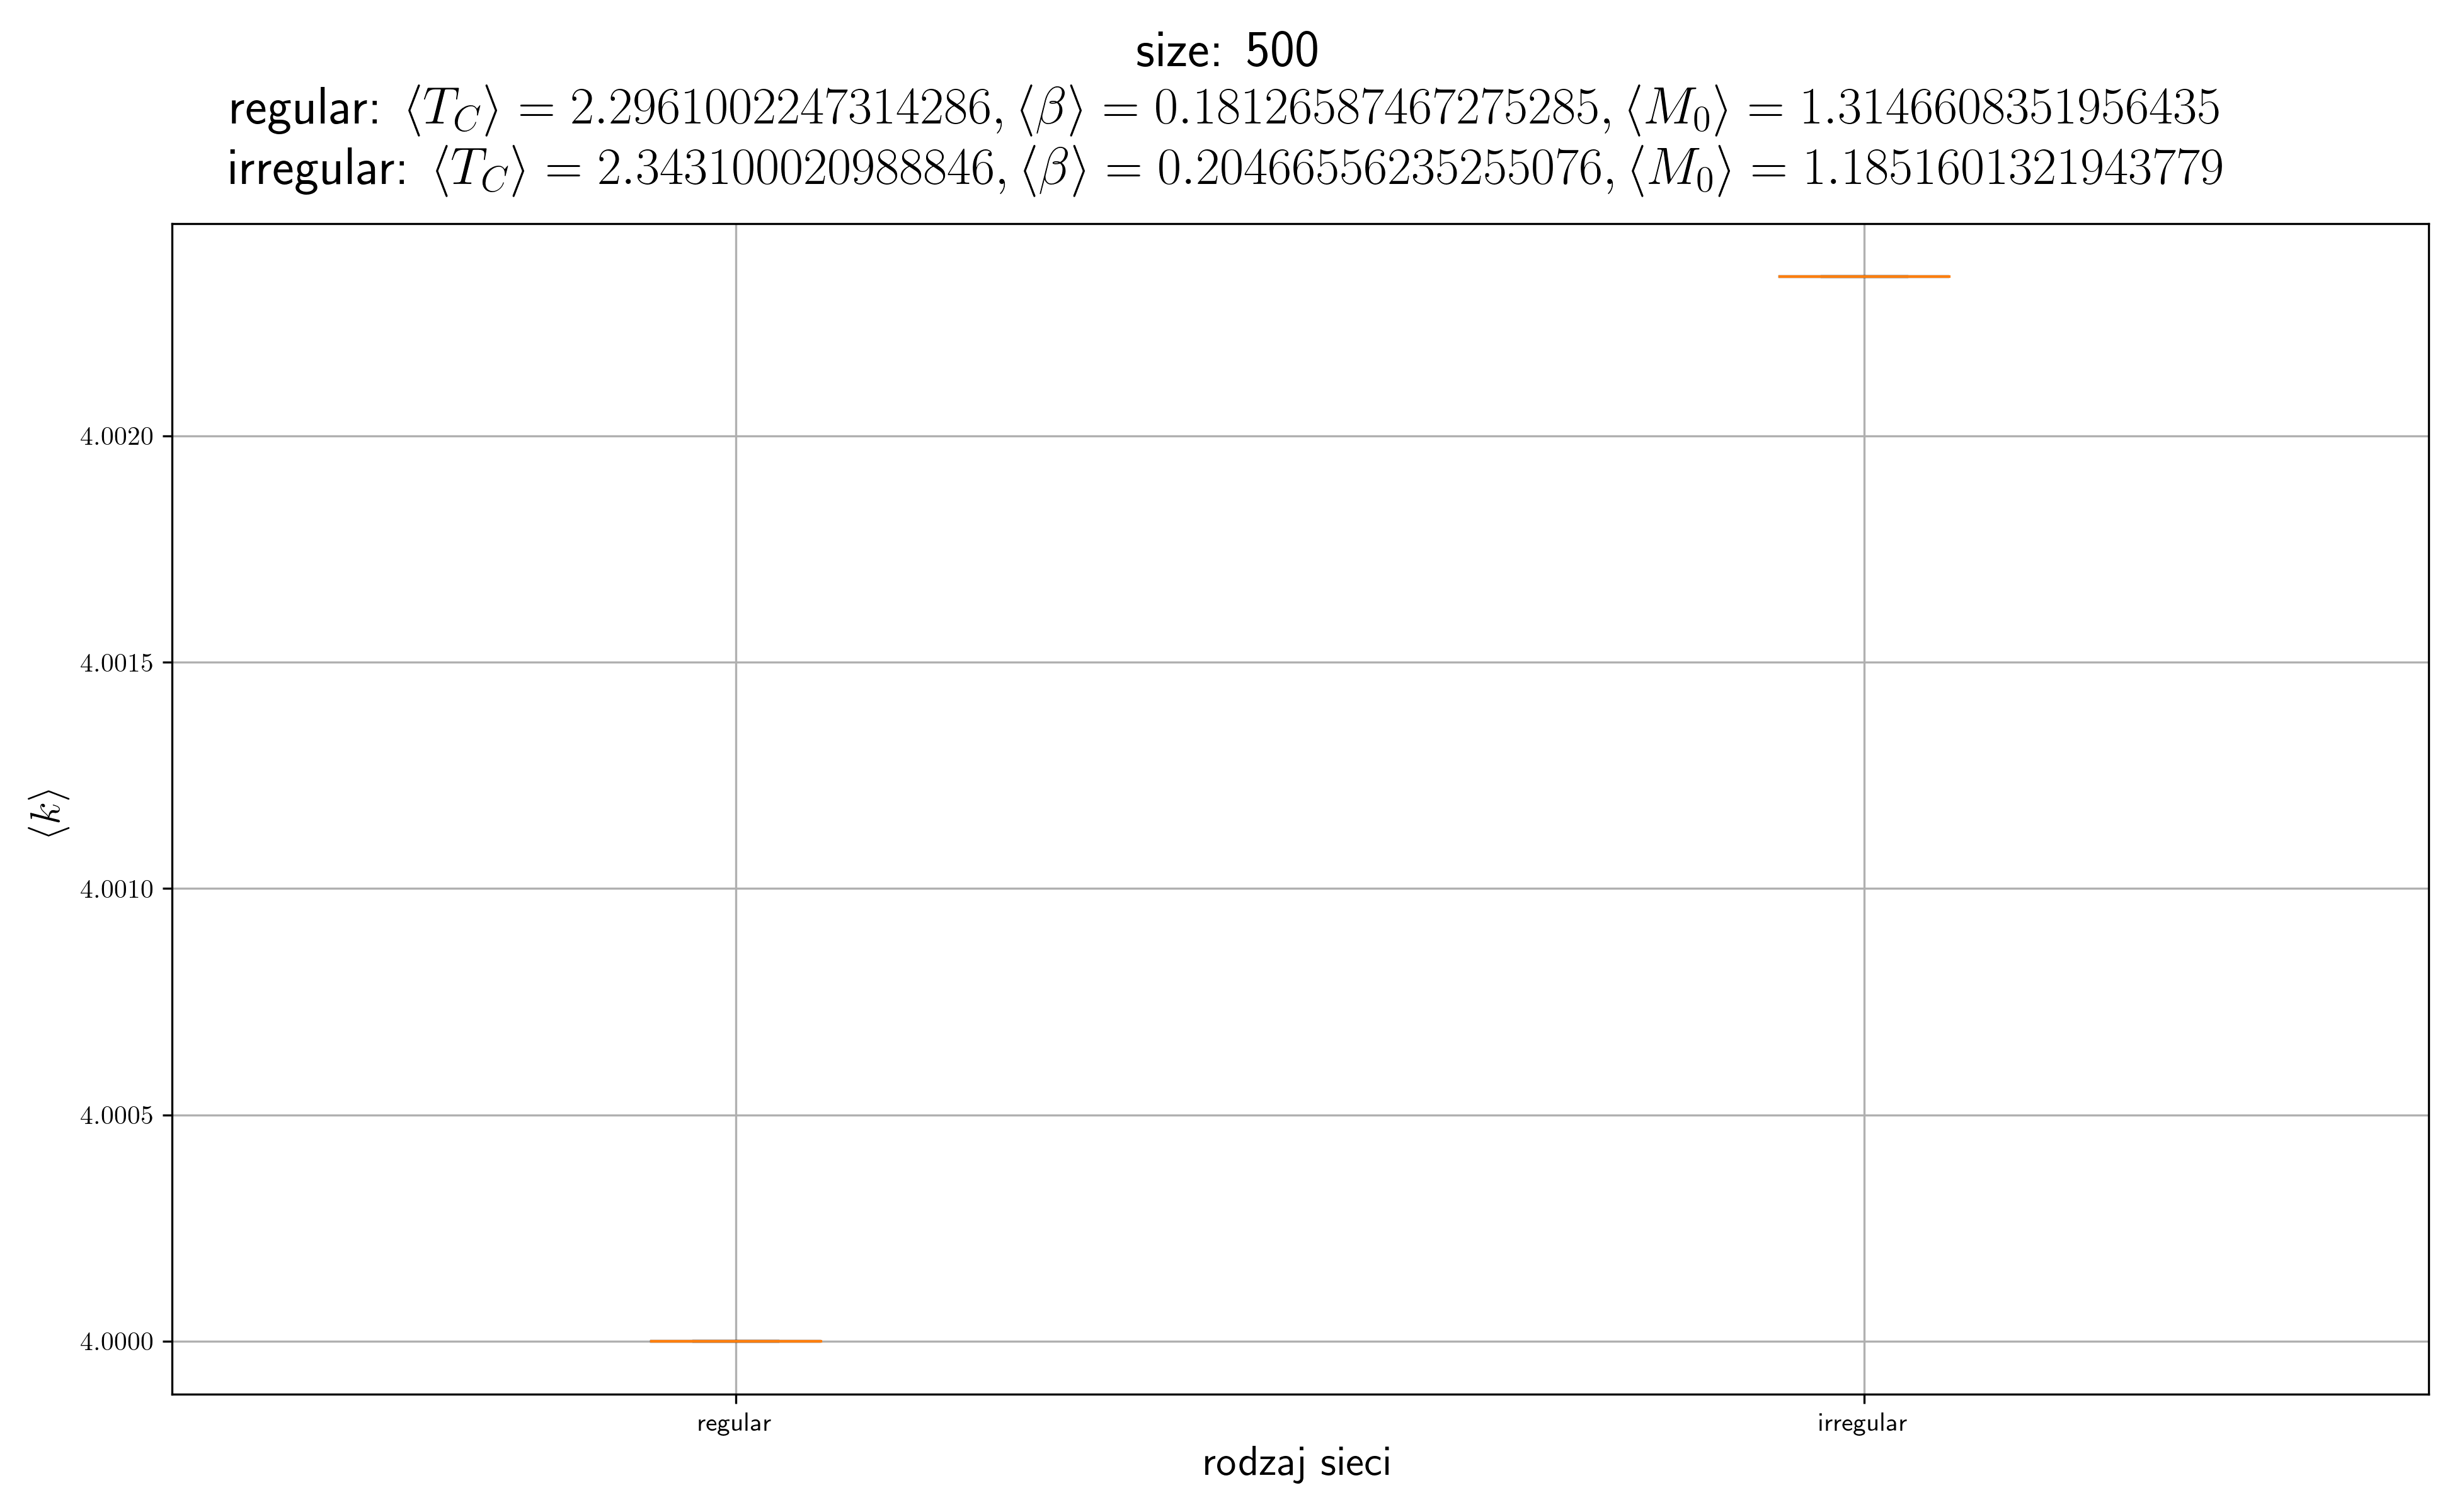 size: 500
regular: ⟨T_C⟩ = 2.2961002247314286, ⟨β⟩ = 0.18126587467275285, ⟨M_0⟩ = 1.3146608351956435
irregular: ⟨T_C⟩ = 2.343100020988846, ⟨β⟩ = 0.20466556235255076, ⟨M_0⟩ = 1.1851601321943779
4.0020
4.0015
4.0010
⟨k⟩
4.0005
4.0000
regular irregular
rodzaj sieci